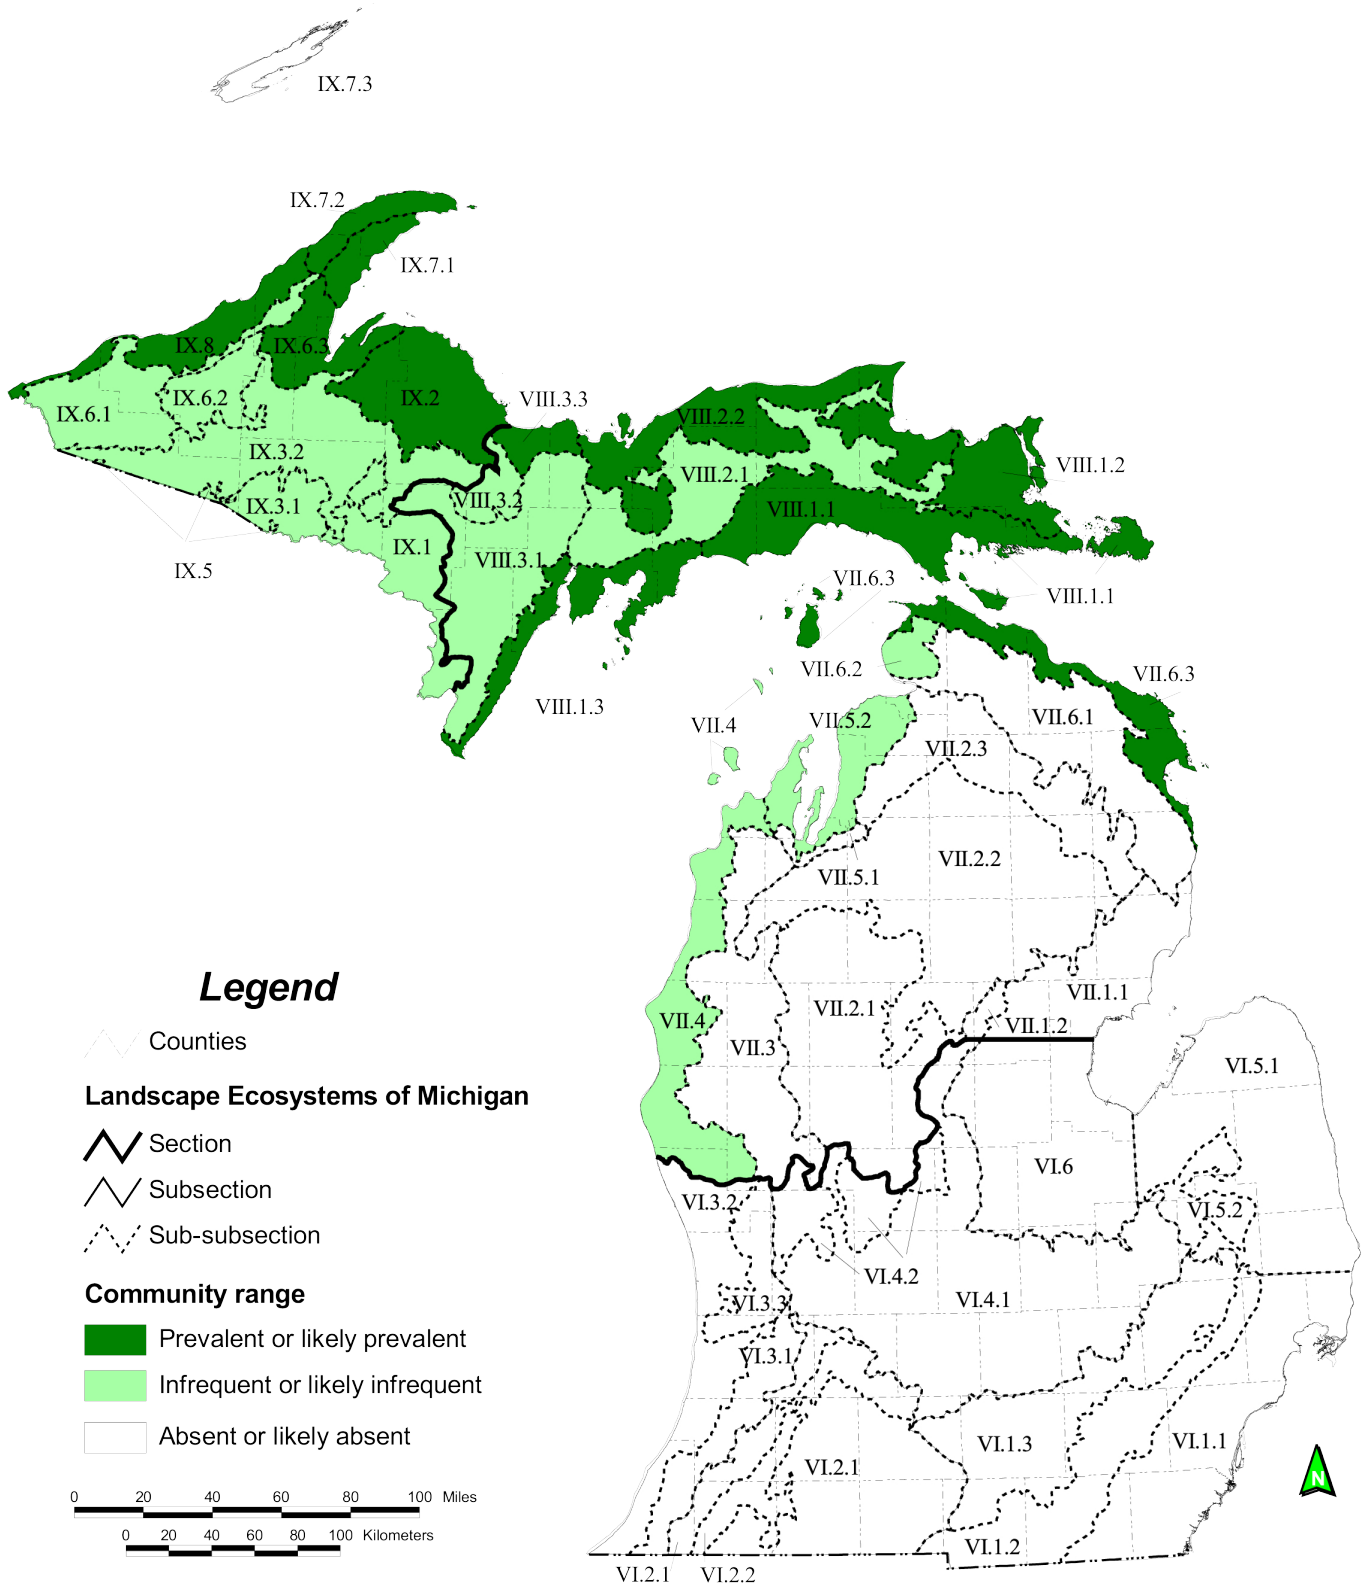 IX.7.3
IX.7.2
IX.7.1
IX.8
IX.6.3
IX.6.2
IX.2
IX.6.1
VIII.3.3
VIII.2.2
IX.3.2
VIII.2.1
VIII.1.2
IX.3.1
VIII.3.2
VIII.1.1
IX.1
VIII.3.1
IX.5
VII.6.3
VIII.1.1
VII.6.2
VII.6.3
VIII.1.3
VII.4
VII.5.2
VII.6.1
VII.2.3
VII.2.2
VII.5.1
VII.1.1
VII.2.1
VII.4
VII.1.2
VII.3
VI.5.1
VI.6
VI.3.2
VI.5.2
VI.4.2
VI.3.3
VI.4.1
VI.3.1
VI.1.3
VI.1.1
VI.2.1
VI.1.2
VI.2.1
VI.2.2
Legend
Counties
Landscape Ecosystems of Michigan
Section
Subsection
Sub-subsection
Community range
Prevalent or likely prevalent
Infrequent or likely infrequent
Absent or likely absent
0 20 40 60 80 100 Miles
0 20 40 60 80 100 Kilometers
N